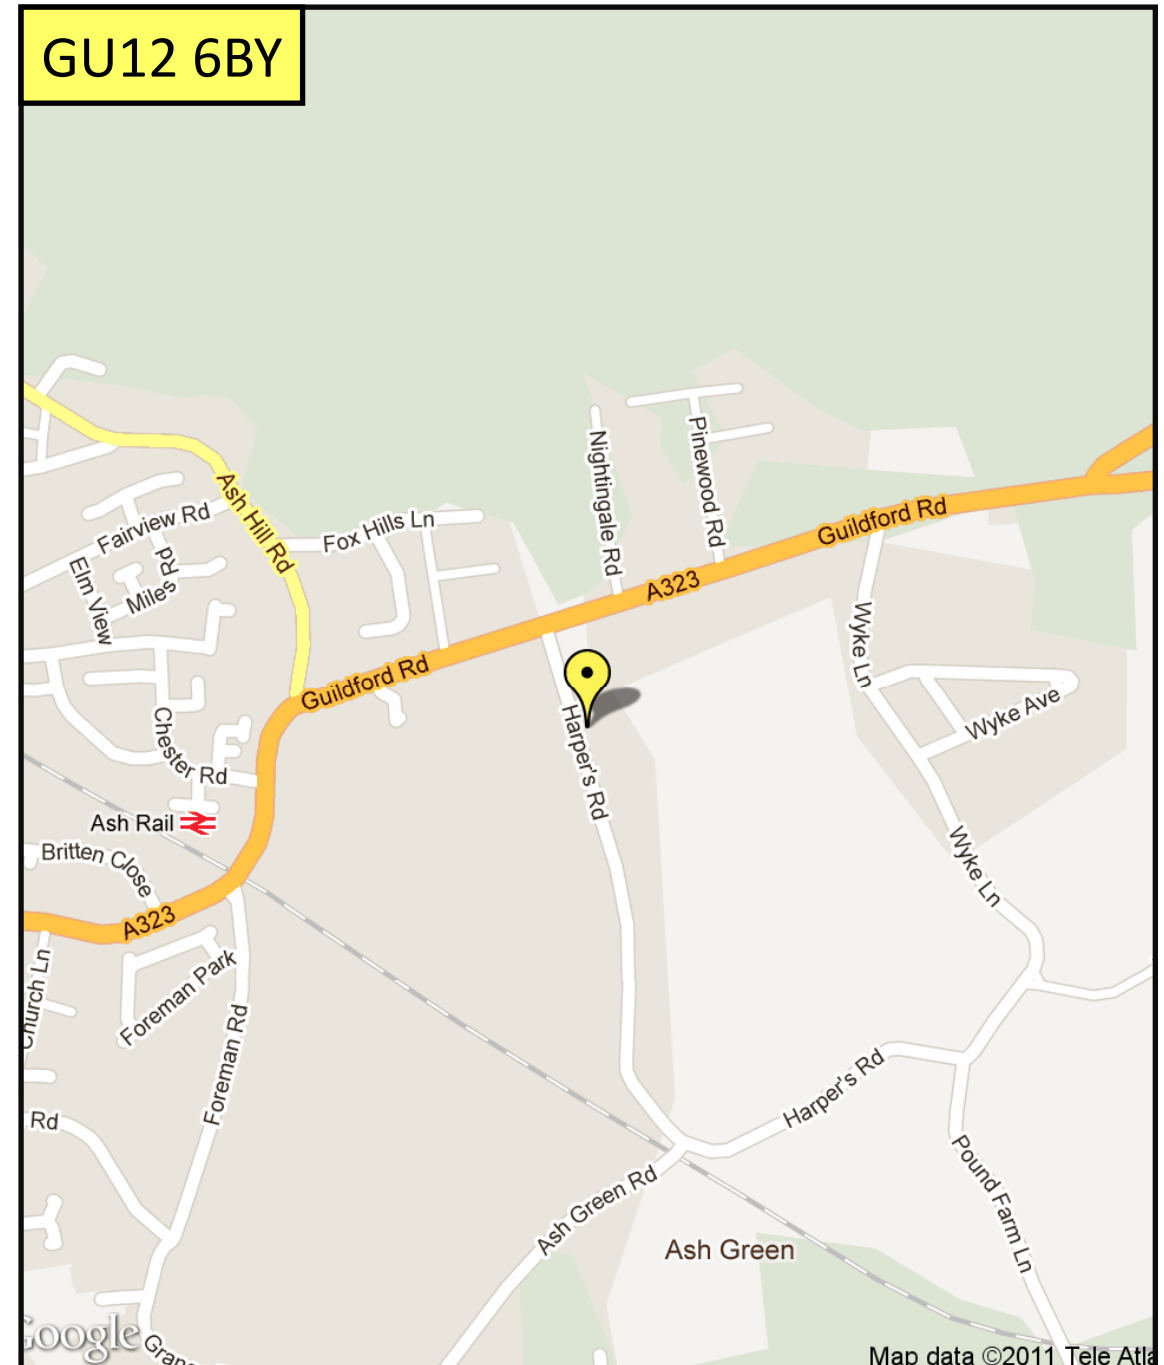 GU12 6BY
Nightingale Rd
Pinewood Rd
Guildford Rd
Ash Hill Rd
Fairview Rd
Fox Hills Ln
Miles Rd
Elm View
A323
Wyke Ln
Guildford Rd
Wyke Ave
Harper's Rd
Chester Rd
Ash Rail
Britten Close
Wyke Ln
A323
Foreman Park
Church Ln
Foreman Rd
Harper's Rd
Rd
Ash Green Rd
Pound Farm Ln
Ash Green
Google
Map data ©2011 Tele